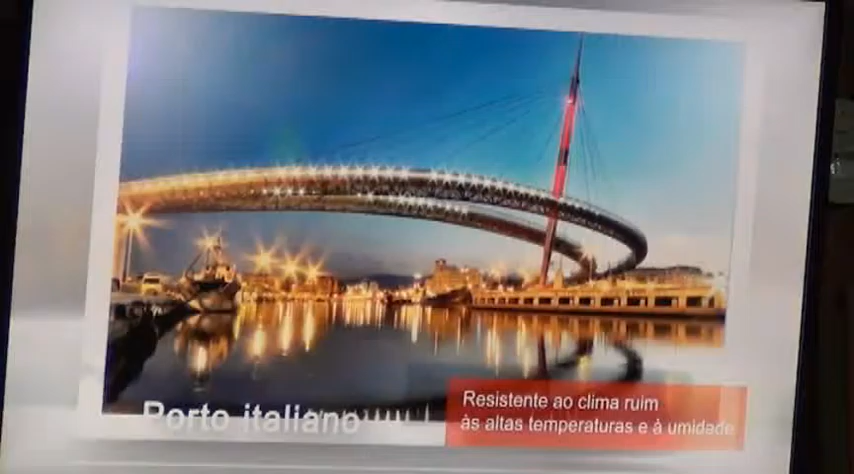 Porto italiano
Resistente ao clima ruim
às altas temperaturas e à umidade